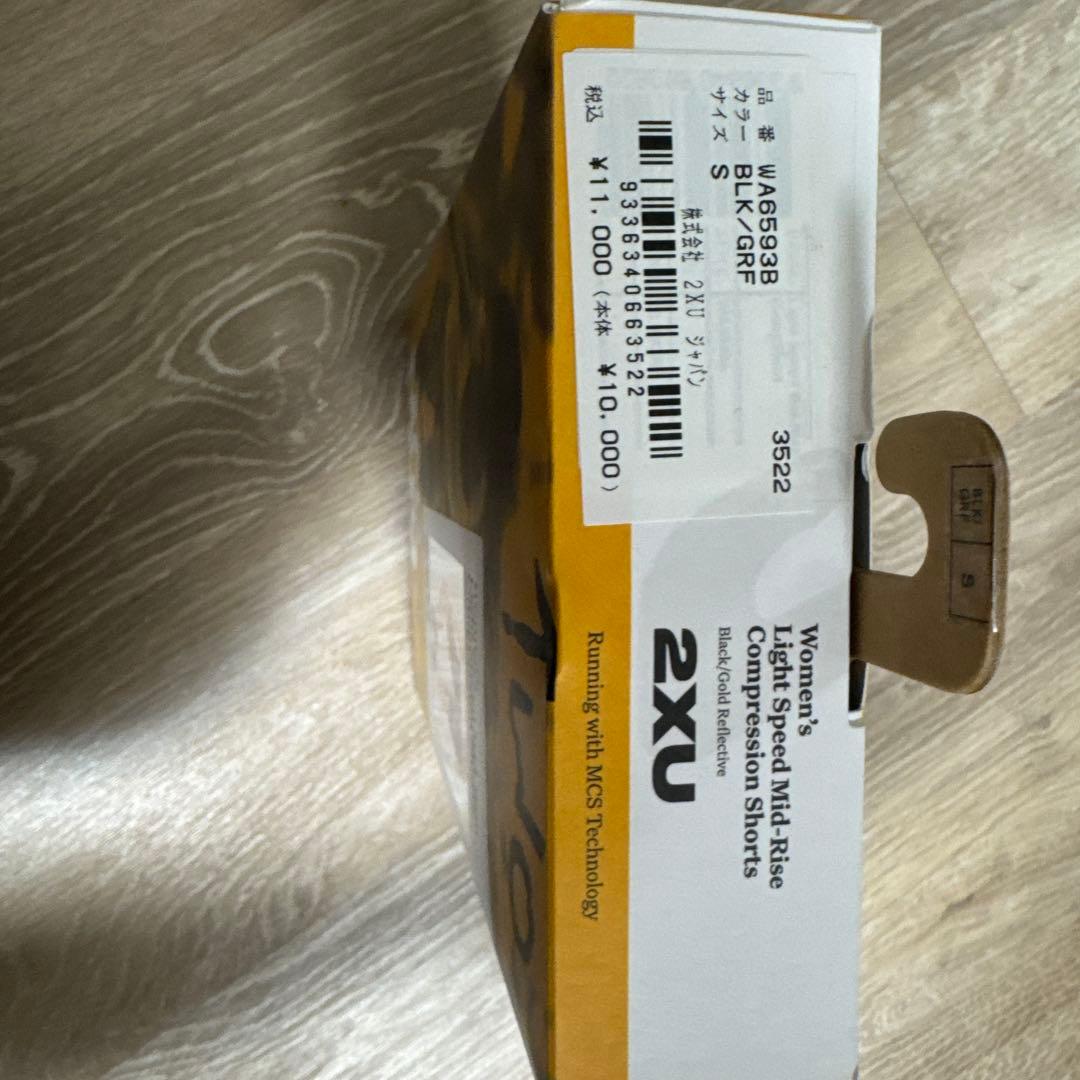 品 番 WA6593B
カラー BLK/GRF
サイズ S
3522
株式会社 2XU ジャパン
9336340663522
税込 ¥11,000 (本体 ¥10,000)
BLK/
GRF
S
Women's
Light Speed Mid-Rise
Compression Shorts
Black/Gold Reflective
2XU
Running with MCS Technology